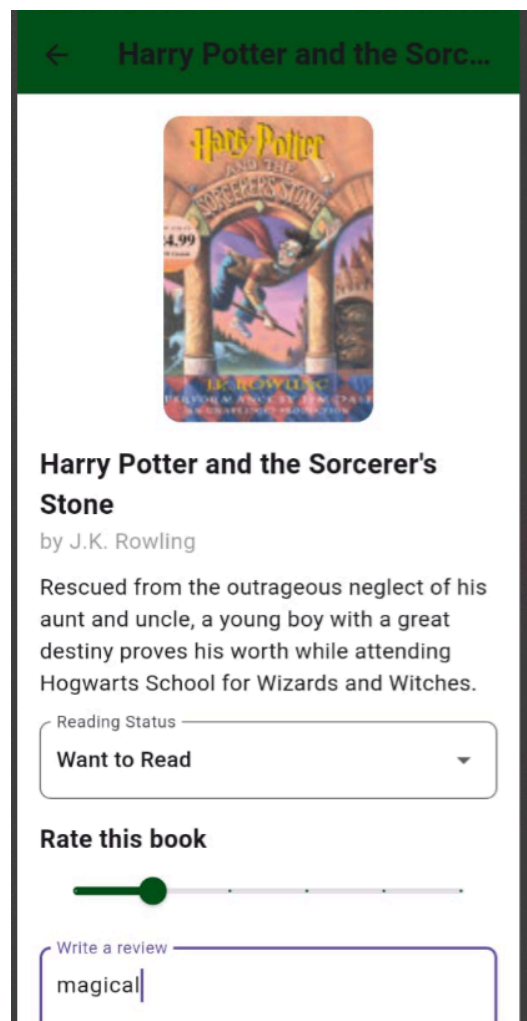 Harry Potter and the Sorc...
Harry Potter
AND THE
SORCERER'S STONE
4.99
J.K. ROWLING
Harry Potter and the Sorcerer's
Stone
by J.K. Rowling
Rescued from the outrageous neglect of his
aunt and uncle, a young boy with a great
destiny proves his worth while attending
Hogwarts School for Wizards and Witches.
Reading Status
Want to Read
Rate this book
Write a review
magical